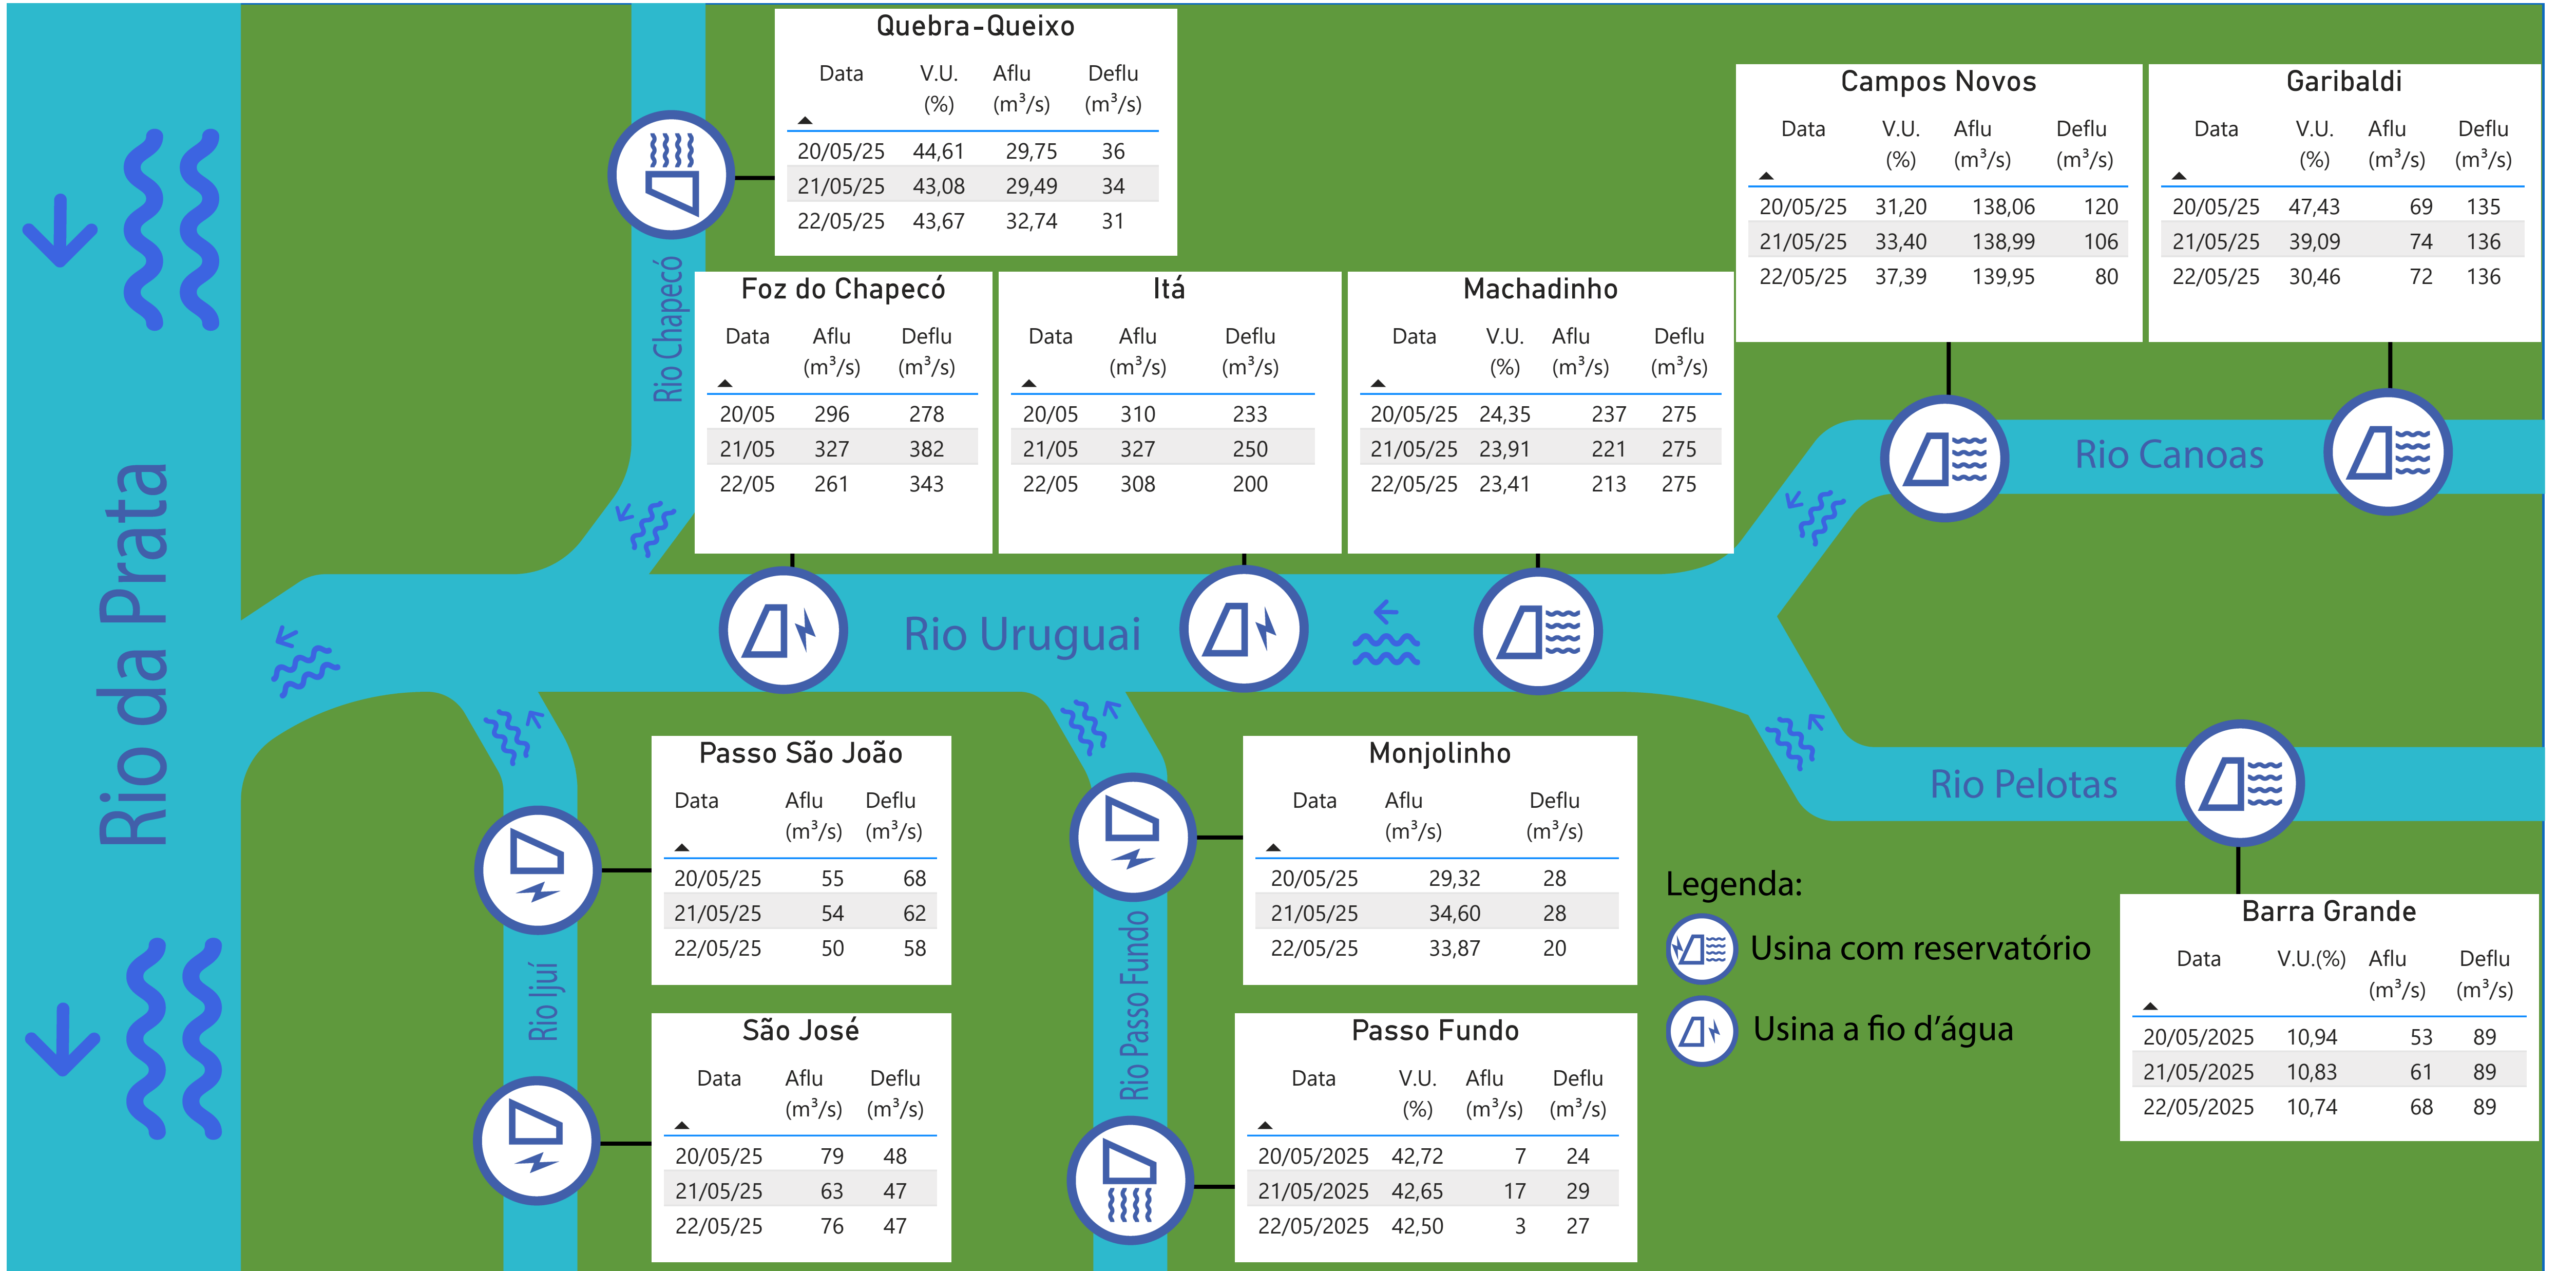 Quebra-Queixo
Data V.U. (%) Aflu (m³/s) Deflu (m³/s)
20/05/25 44,61 29,75 36
21/05/25 43,08 29,49 34
22/05/25 43,67 32,74 31
Campos Novos
Data V.U. (%) Aflu (m³/s) Deflu (m³/s)
20/05/25 31,20 138,06 120
21/05/25 33,40 138,99 106
22/05/25 37,39 139,95 80
Garibaldi
Data V.U. (%) Aflu (m³/s) Deflu (m³/s)
20/05/25 47,43 69 135
21/05/25 39,09 74 136
22/05/25 30,46 72 136
Rio Chapecó
Foz do Chapecó
Data Aflu (m³/s) Deflu (m³/s)
20/05 296 278
21/05 327 382
22/05 261 343
Itá
Data Aflu (m³/s) Deflu (m³/s)
20/05 310 233
21/05 327 250
22/05 308 200
Machadinho
Data V.U. (%) Aflu (m³/s) Deflu (m³/s)
20/05/25 24,35 237 275
21/05/25 23,91 221 275
22/05/25 23,41 213 275
Rio Canoas
Rio da Prata
Rio Uruguai
Rio Pelotas
Passo São João
Data Aflu (m³/s) Deflu (m³/s)
20/05/25 55 68
21/05/25 54 62
22/05/25 50 58
Monjolinho
Data Aflu (m³/s) Deflu (m³/s)
20/05/25 29,32 28
21/05/25 34,60 28
22/05/25 33,87 20
Legenda:
Usina com reservatório
Usina a fio d’água
Barra Grande
Data V.U.(%) Aflu (m³/s) Deflu (m³/s)
20/05/2025 10,94 53 89
21/05/2025 10,83 61 89
22/05/2025 10,74 68 89
Rio Ijuí
São José
Data Aflu (m³/s) Deflu (m³/s)
20/05/25 79 48
21/05/25 63 47
22/05/25 76 47
Rio Passo Fundo
Passo Fundo
Data V.U. (%) Aflu (m³/s) Deflu (m³/s)
20/05/2025 42,72 7 24
21/05/2025 42,65 17 29
22/05/2025 42,50 3 27